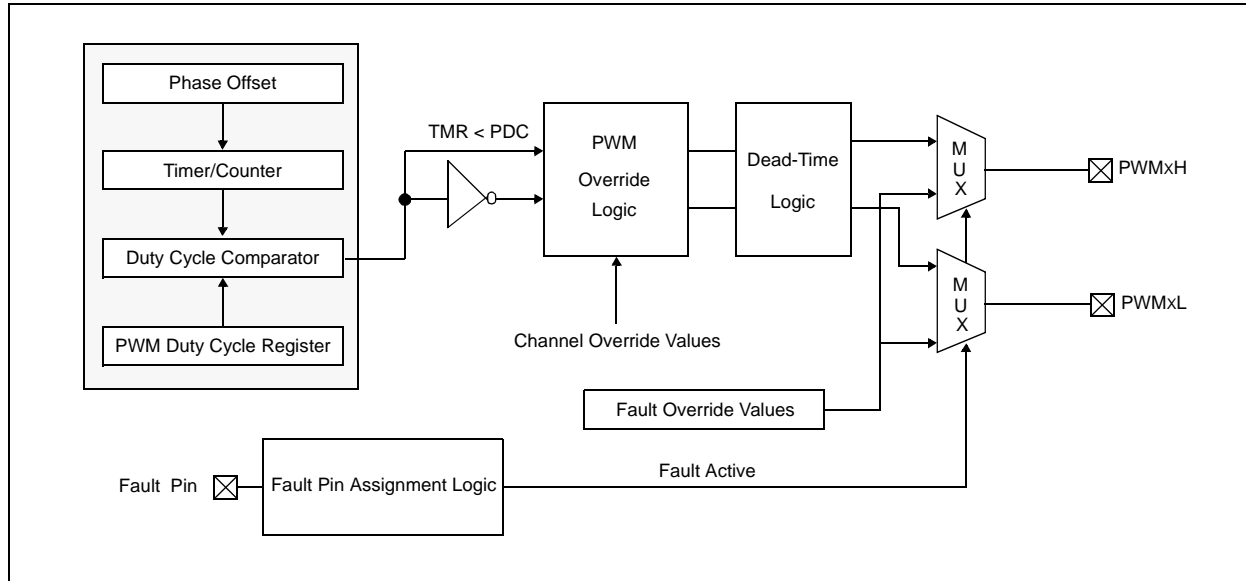 Phase Offset
Timer/Counter
Duty Cycle Comparator
PWM Duty Cycle Register
TMR < PDC
PWM
Override
Logic
Channel Override Values
Dead-Time
Logic
M
U
X
PWMxH
M
U
X
PWMxL
Fault Override Values
Fault Pin
Fault Pin Assignment Logic
Fault Active